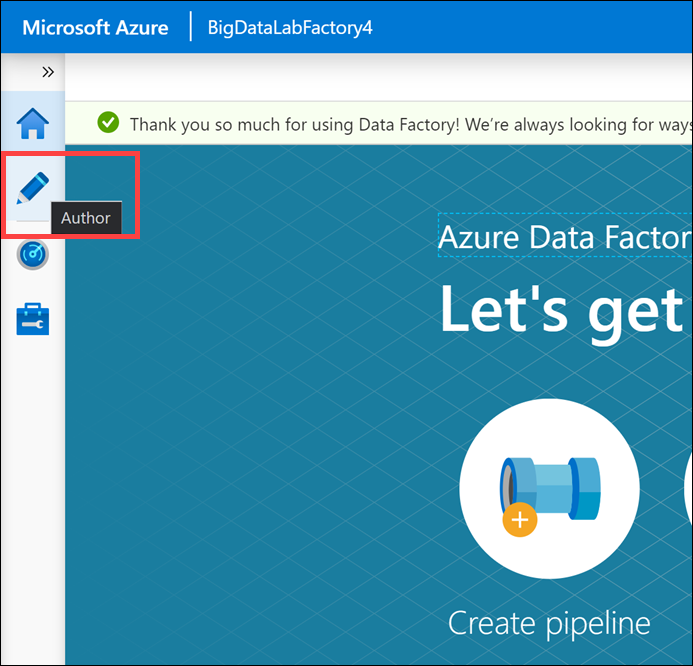 Microsoft Azure
BigDataLabFactory4
Thank you so much for using Data Factory! We're always looking for ways
Author
Azure Data Factor
Let's get
Create pipeline